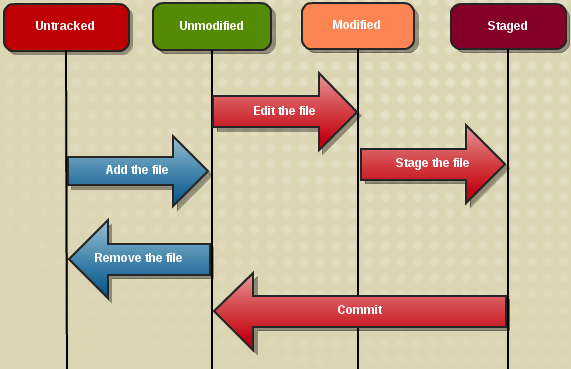 Untracked
Unmodified
Modified
Staged
Edit the file
Stage the file
Add the file
Remove the file
Commit